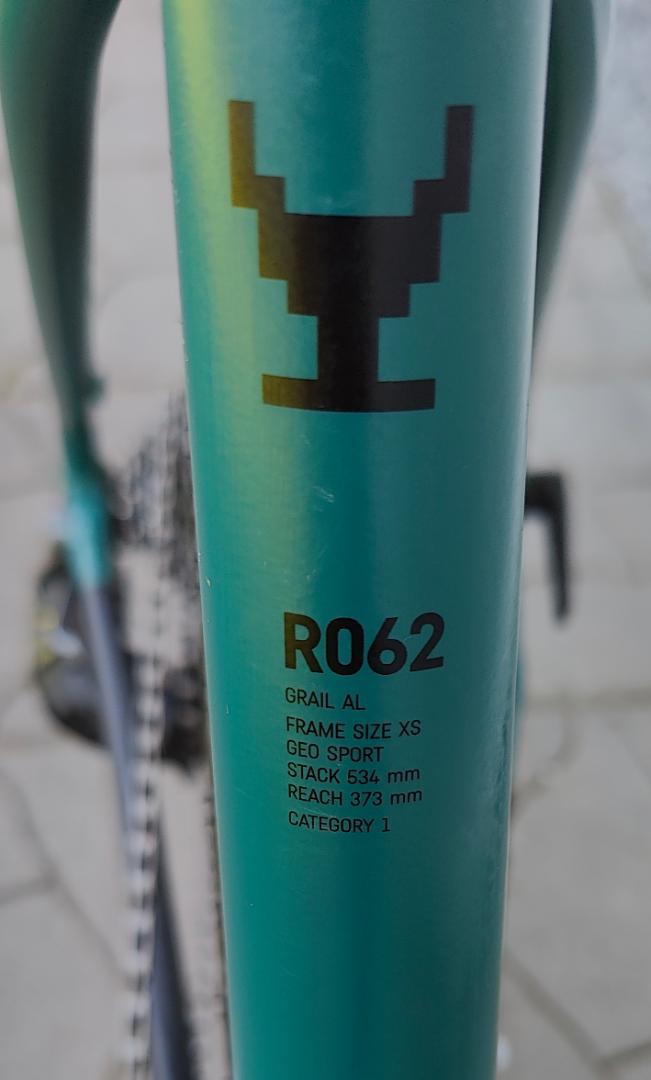 R062
GRAIL AL
FRAME SIZE XS
GEO SPORT
STACK 534 mm
REACH 373 mm
CATEGORY 1